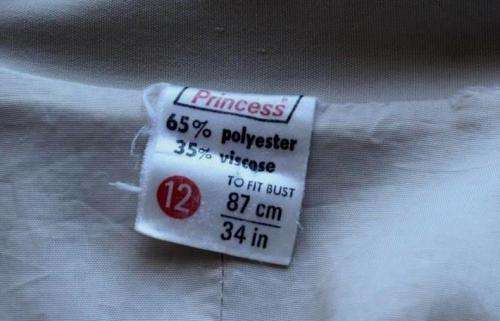 Princess®
65% polyester
35% viscose
12
TO FIT BUST
87 cm
34 in